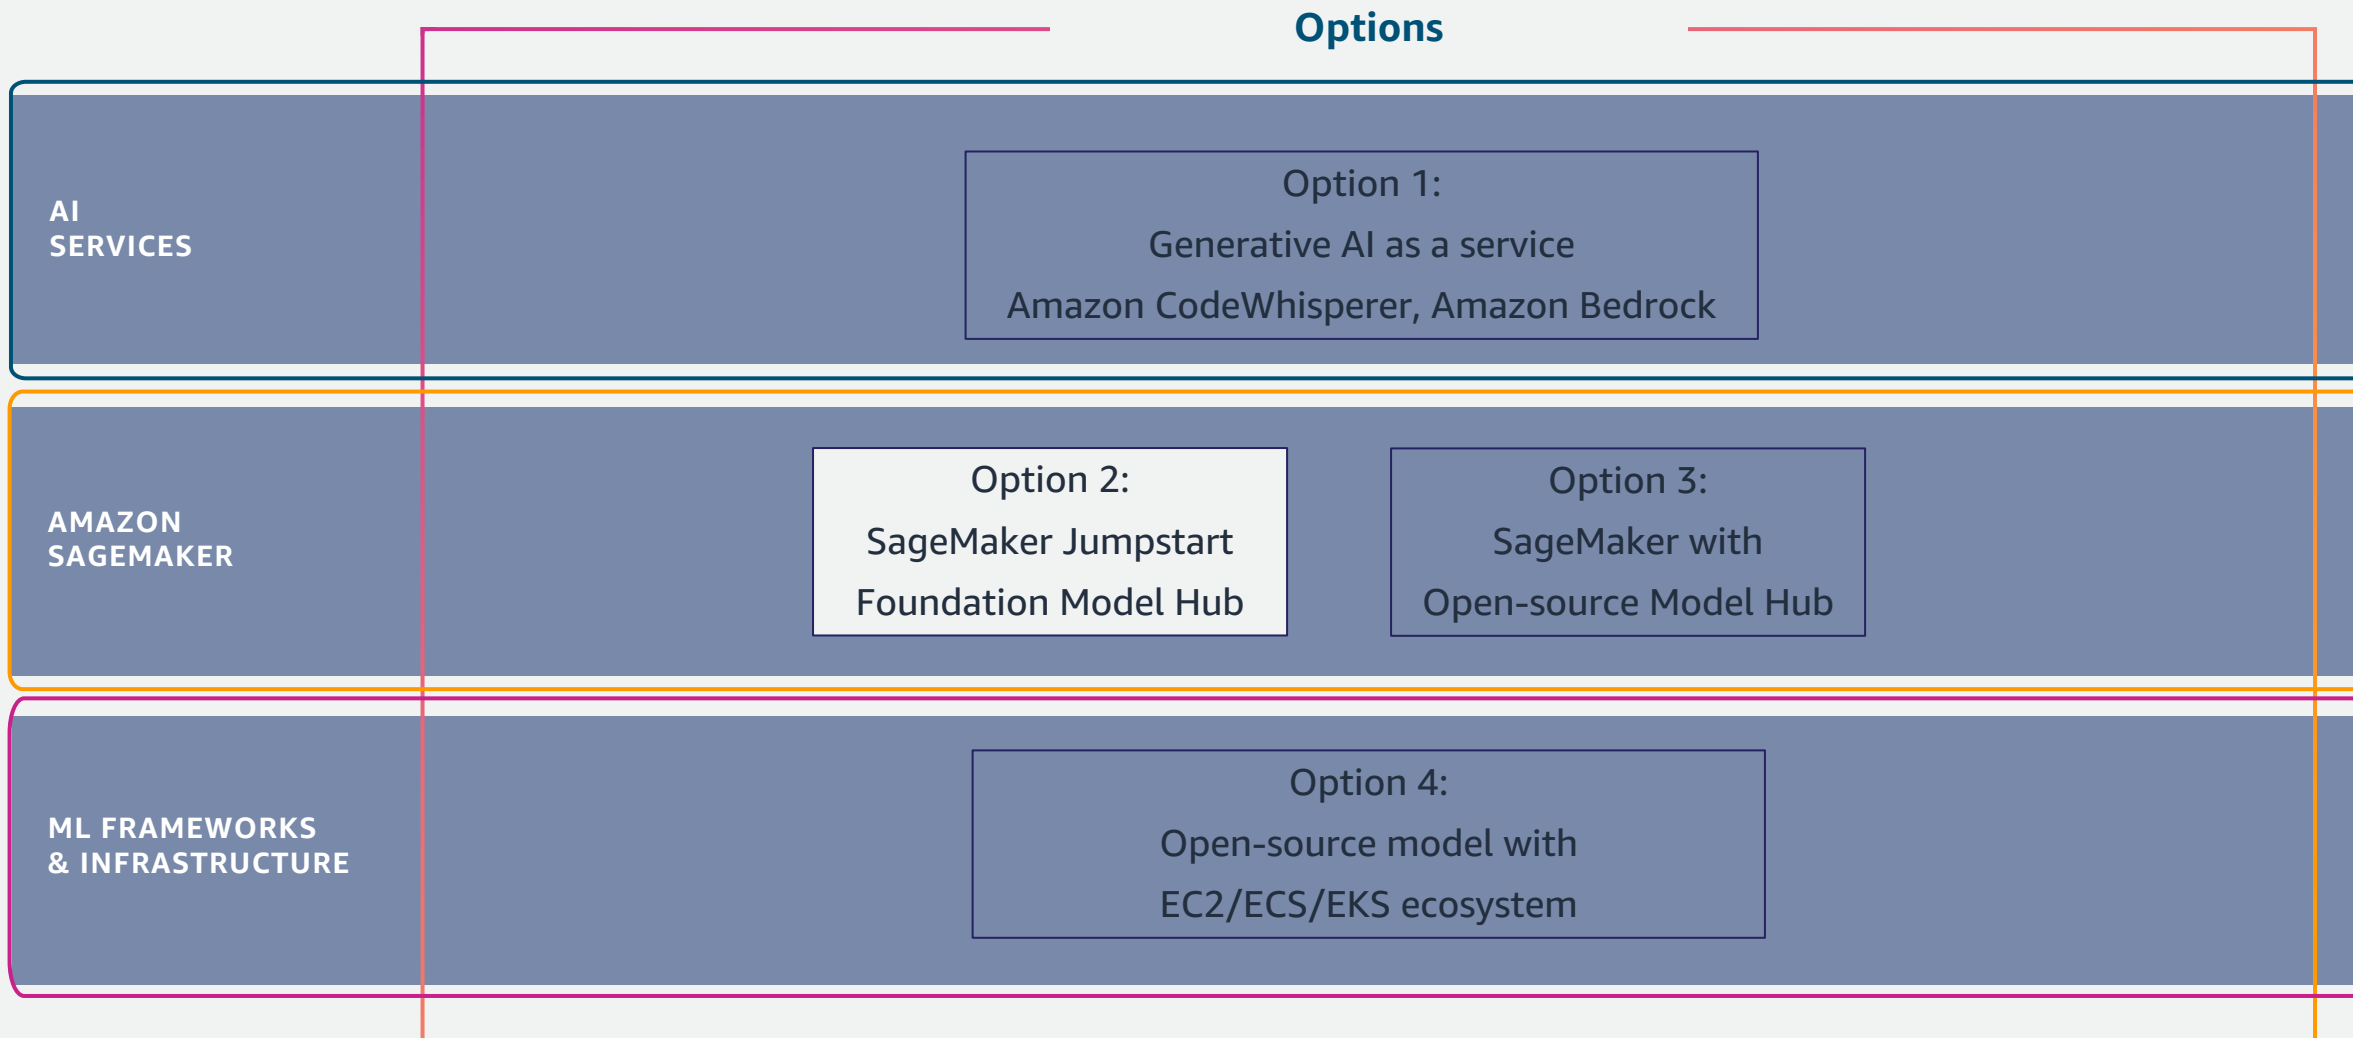 Options
AI
SERVICES
Option 1:
Generative AI as a service
Amazon CodeWhisperer, Amazon Bedrock
AMAZON
SAGEMAKER
Option 2:
SageMaker Jumpstart
Foundation Model Hub
Option 3:
SageMaker with
Open-source Model Hub
ML FRAMEWORKS
& INFRASTRUCTURE
Option 4:
Open-source model with
EC2/ECS/EKS ecosystem